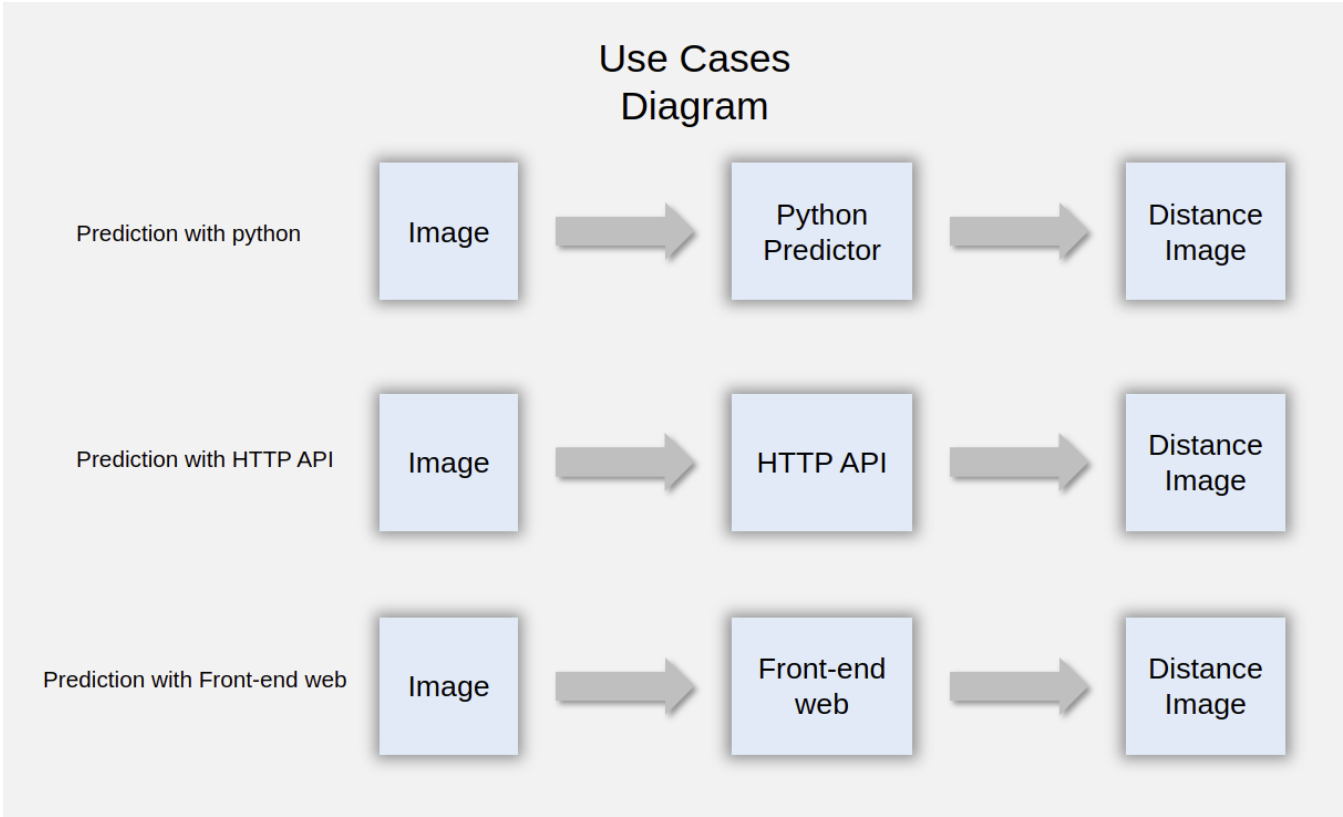 Use Cases
Diagram
Prediction with python
Image
Python
Predictor
Distance
Image
Prediction with HTTP API
Image
HTTP API
Distance
Image
Prediction with Front-end web
Image
Front-end
web
Distance
Image